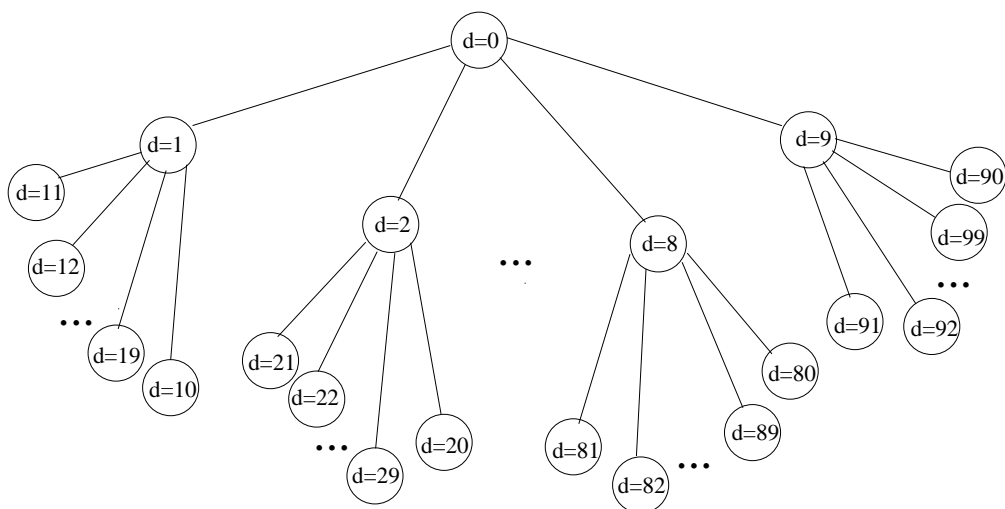 d=0
d=1
d=9
d=11
d=90
d=2
d=99
d=8
d=12
...
...
...
d=91
d=92
d=19
d=21
d=80
d=10
d=22
d=89
d=20
...
d=81
...
d=29
d=82